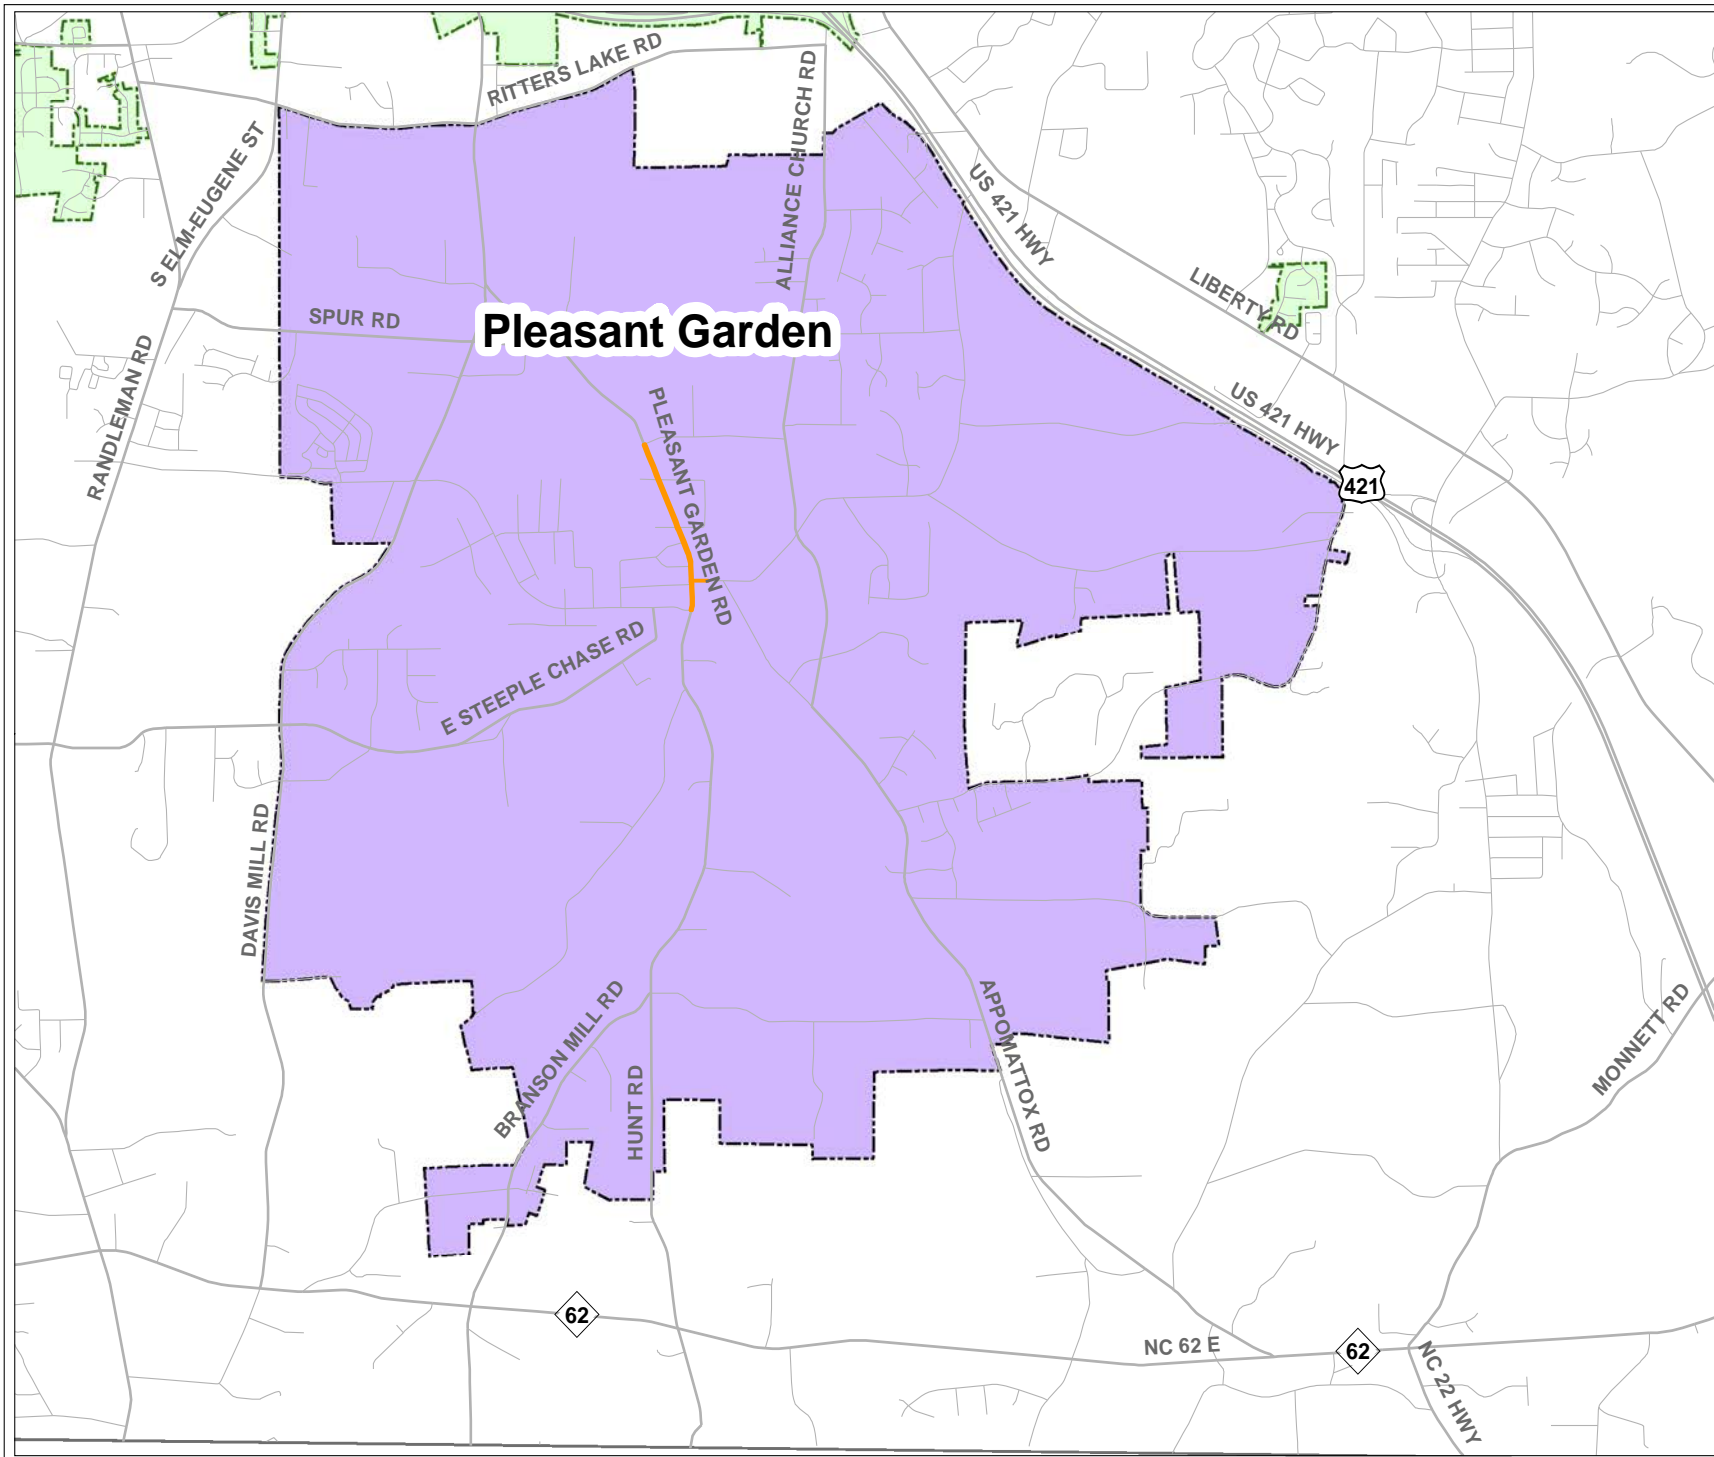 RITTERS LAKE RD
ALLIANCE CHURCH RD
S ELM-EUGENE ST
US 421 HWY
LIBERTY RD
SPUR RD
Pleasant Garden
RANDLEMAN RD
PLEASANT GARDEN RD
US 421 HWY
421
E STEEPLE CHASE RD
DAVIS MILL RD
BRANSON MILL RD
HUNT RD
APPOMATTOX RD
MONNETT RD
62
NC 62 E
62
NC 22 HWY